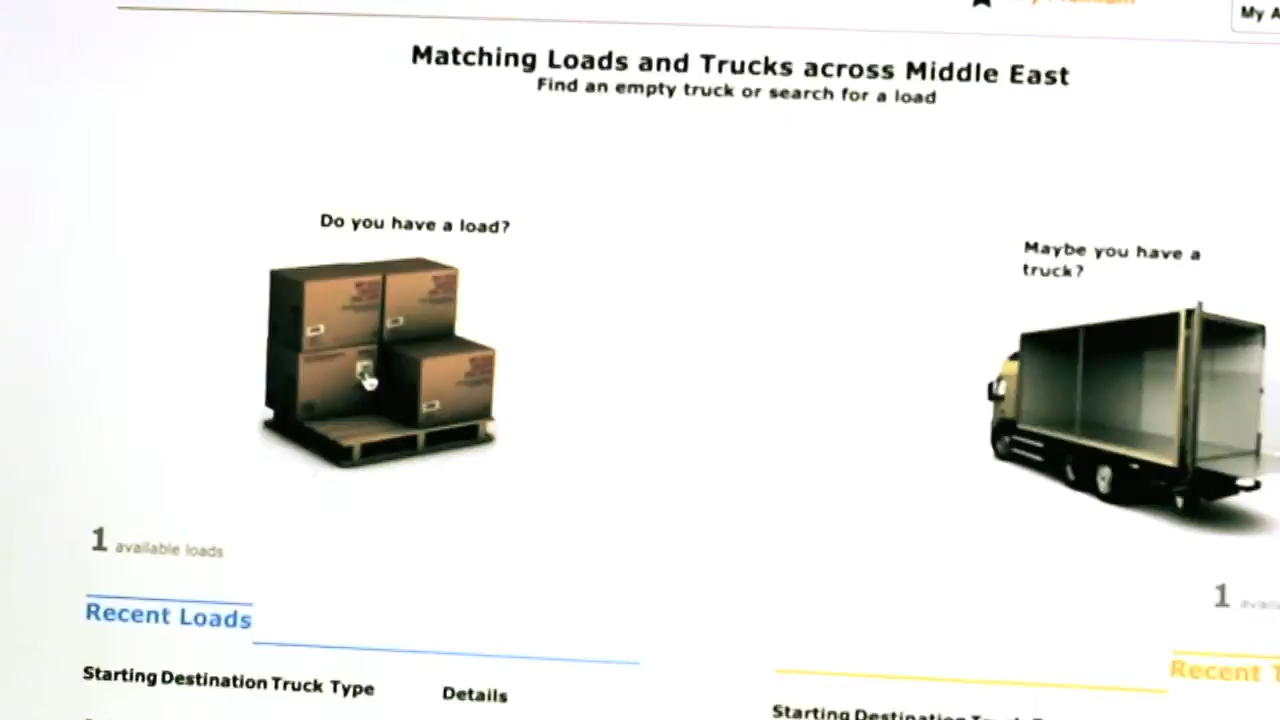 My
Matching Loads and Trucks across Middle East
Find an empty truck or search for a load
Do you have a load?
Maybe you have a
truck?
1 available loads
1
Recent Loads
Recent
Starting Destination Truck Type Details
Starting Destination Truck